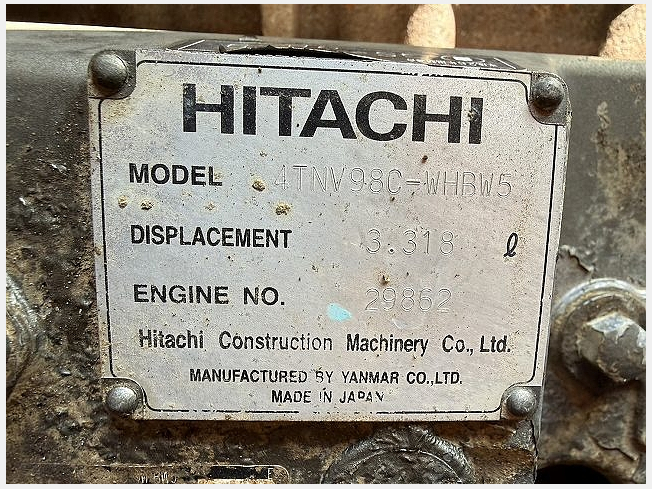 HITACHI
MODEL 4TNV98C-WHBW5
DISPLACEMENT 3.318 ℓ
ENGINE NO. 29862
Hitachi Construction Machinery Co., Ltd.
MANUFACTURED BY YANMAR CO.,LTD.
MADE IN JAPAN